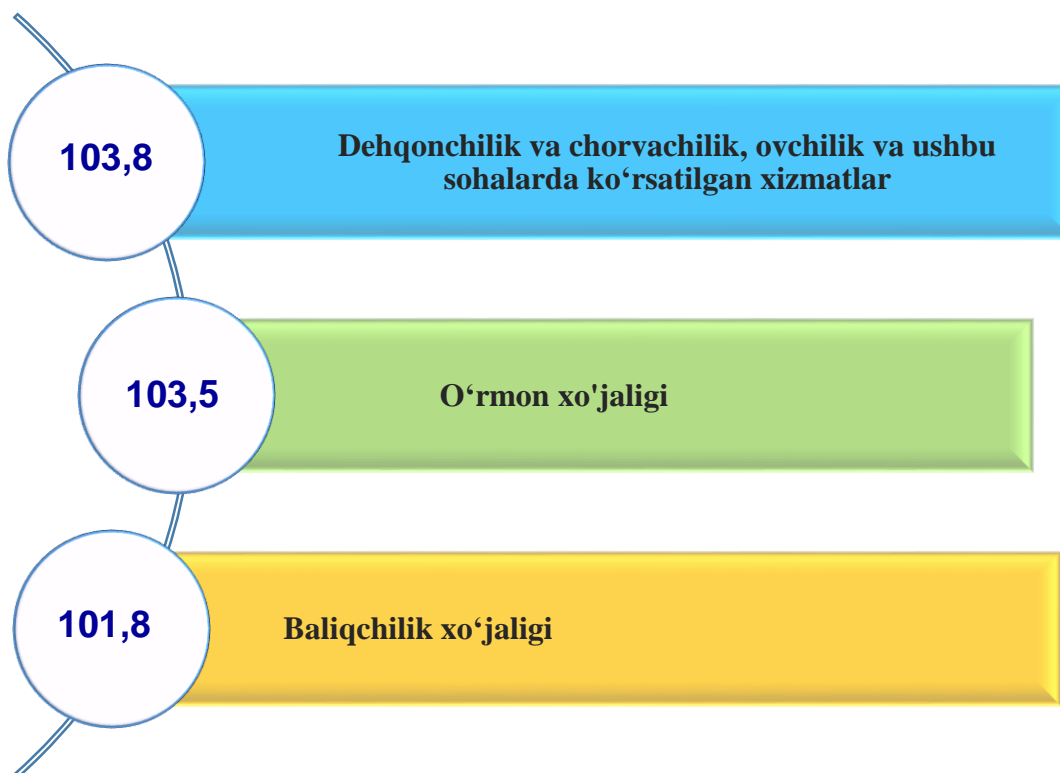 103,8
Dehqonchilik va chorvachilik, ovchilik va ushbu
sohalarda ko‘rsatilgan xizmatlar
103,5
O‘rmon xo'jaligi
101,8
Baliqchilik xo‘jaligi